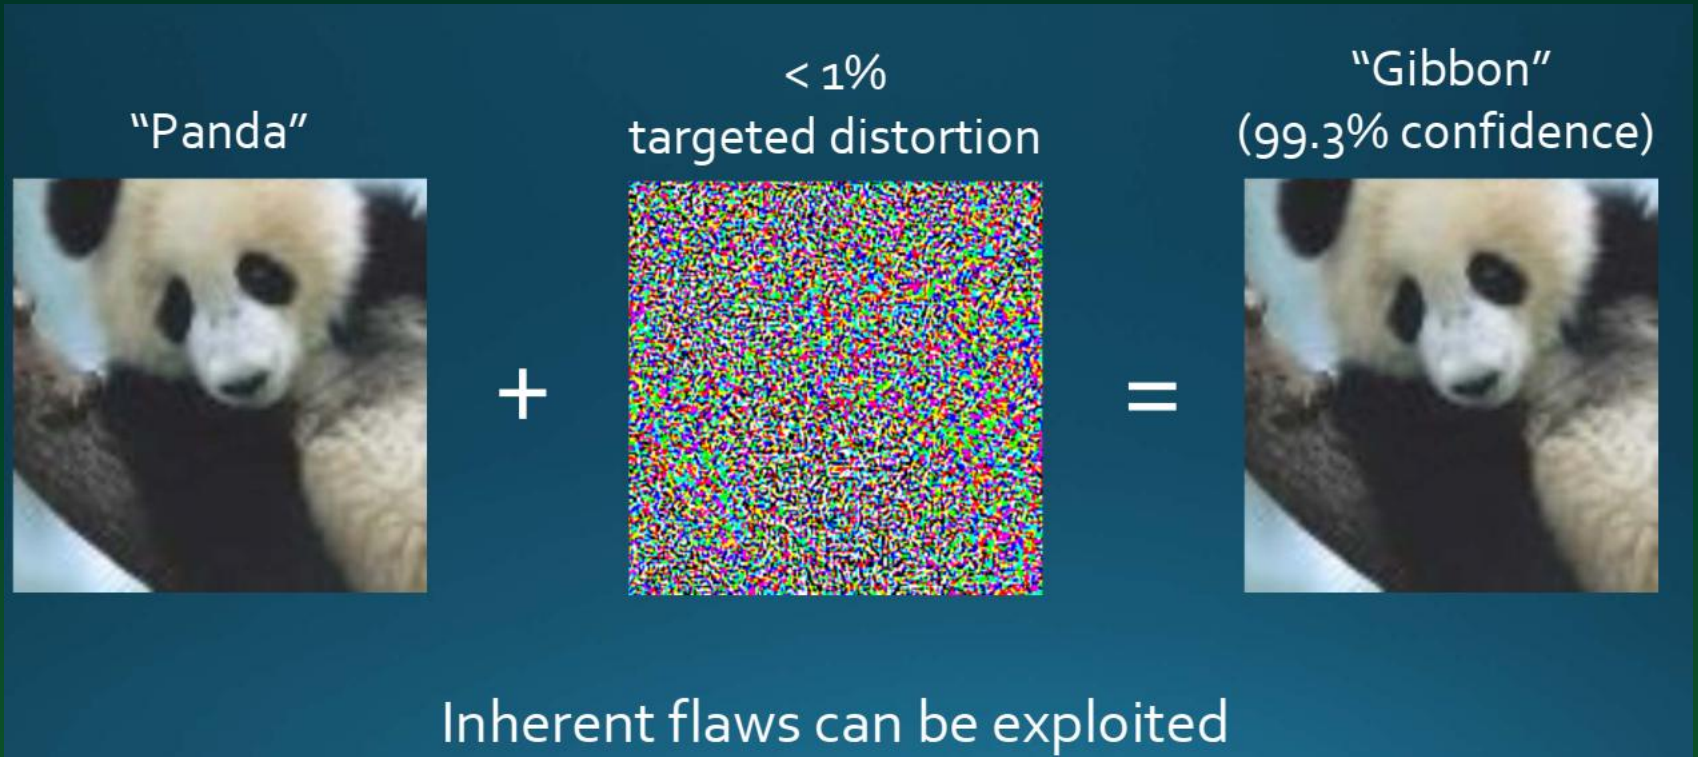 “Panda”
< 1%
targeted distortion
“Gibbon”
(99.3% confidence)
+
=
Inherent flaws can be exploited